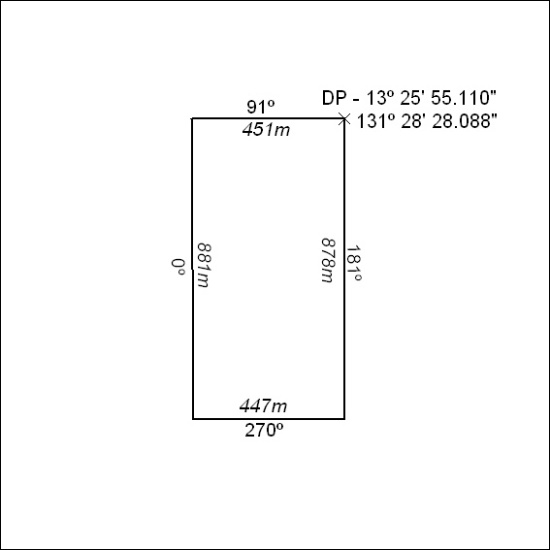 DP - 13º 25' 55.110"
91º
131º 28' 28.088"
451m
0º
881m
878m
181º
447m
270º